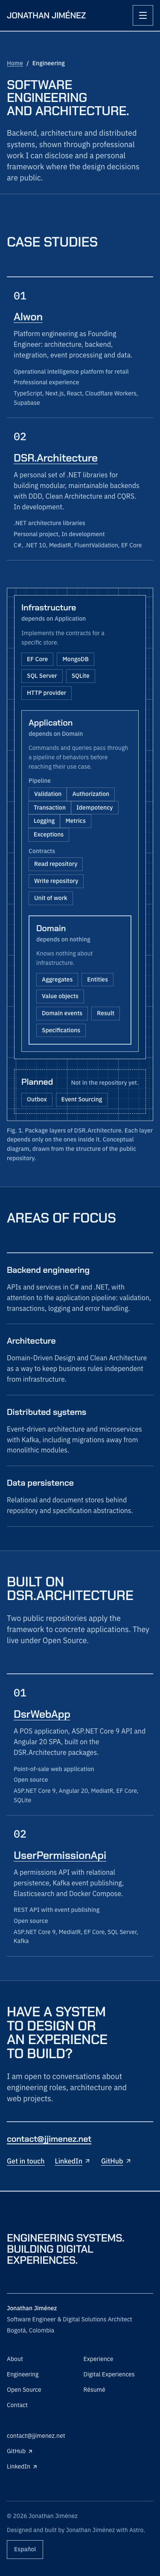 JONATHAN JIMÉNEZ
Home / Engineering
SOFTWARE
ENGINEERING
AND ARCHITECTURE.
Backend, architecture and distributed
systems, shown through professional
work I can disclose and a personal
framework where the design decisions
are public.
CASE STUDIES
01
Alwon
Platform engineering as Founding
Engineer: architecture, backend,
integration, event processing and data.
Operational intelligence platform for retail
Professional experience
TypeScript, Next.js, React, Cloudflare Workers,
Supabase
02
DSR.Architecture
A personal set of .NET libraries for
building modular, maintainable backends
with DDD, Clean Architecture and CQRS.
In development.
.NET architecture libraries
Personal project, In development
C#, .NET 10, MediatR, FluentValidation, EF Core
Infrastructure
depends on Application
Implements the contracts for a
specific store.
EF Core MongoDB
SQL Server SQLite
HTTP provider
Application
depends on Domain
Commands and queries pass through
a pipeline of behaviors before
reaching their use case.
Pipeline
Validation Authorization
Transaction Idempotency
Logging Metrics
Exceptions
Contracts
Read repository
Write repository
Unit of work
Domain
depends on nothing
Knows nothing about
infrastructure.
Aggregates Entities
Value objects
Domain events Result
Specifications
Planned Not in the repository yet.
Outbox Event Sourcing
Fig. 1. Package layers of DSR.Architecture. Each layer
depends only on the ones inside it. Conceptual
diagram, drawn from the structure of the public
repository.
AREAS OF FOCUS
Backend engineering
APIs and services in C# and .NET, with
attention to the application pipeline: validation,
transactions, logging and error handling.
Architecture
Domain-Driven Design and Clean Architecture
as a way to keep business rules independent
from infrastructure.
Distributed systems
Event-driven architecture and microservices
with Kafka, including migrations away from
monolithic modules.
Data persistence
Relational and document stores behind
repository and specification abstractions.
BUILT ON
DSR.ARCHITECTURE
Two public repositories apply the
framework to concrete applications. They
live under Open Source.
01
DsrWebApp
A POS application, ASP.NET Core 9 API and
Angular 20 SPA, built on the
DSR.Architecture packages.
Point-of-sale web application
Open source
ASP.NET Core 9, Angular 20, MediatR, EF Core,
SQLite
02
UserPermissionApi
A permissions API with relational
persistence, Kafka event publishing,
Elasticsearch and Docker Compose.
REST API with event publishing
Open source
ASP.NET Core 9, MediatR, EF Core, SQL Server,
Kafka
HAVE A SYSTEM
TO DESIGN OR
AN EXPERIENCE
TO BUILD?
I am open to conversations about
engineering roles, architecture and
web projects.
contact@jjimenez.net
Get in touch LinkedIn ↗ GitHub ↗
ENGINEERING SYSTEMS.
BUILDING DIGITAL
EXPERIENCES.
Jonathan Jiménez
Software Engineer & Digital Solutions Architect
Bogotá, Colombia
About Experience
Engineering Digital Experiences
Open Source Résumé
Contact
contact@jjimenez.net
GitHub ↗
LinkedIn ↗
© 2026 Jonathan Jiménez
Designed and built by Jonathan Jiménez with Astro.
Español